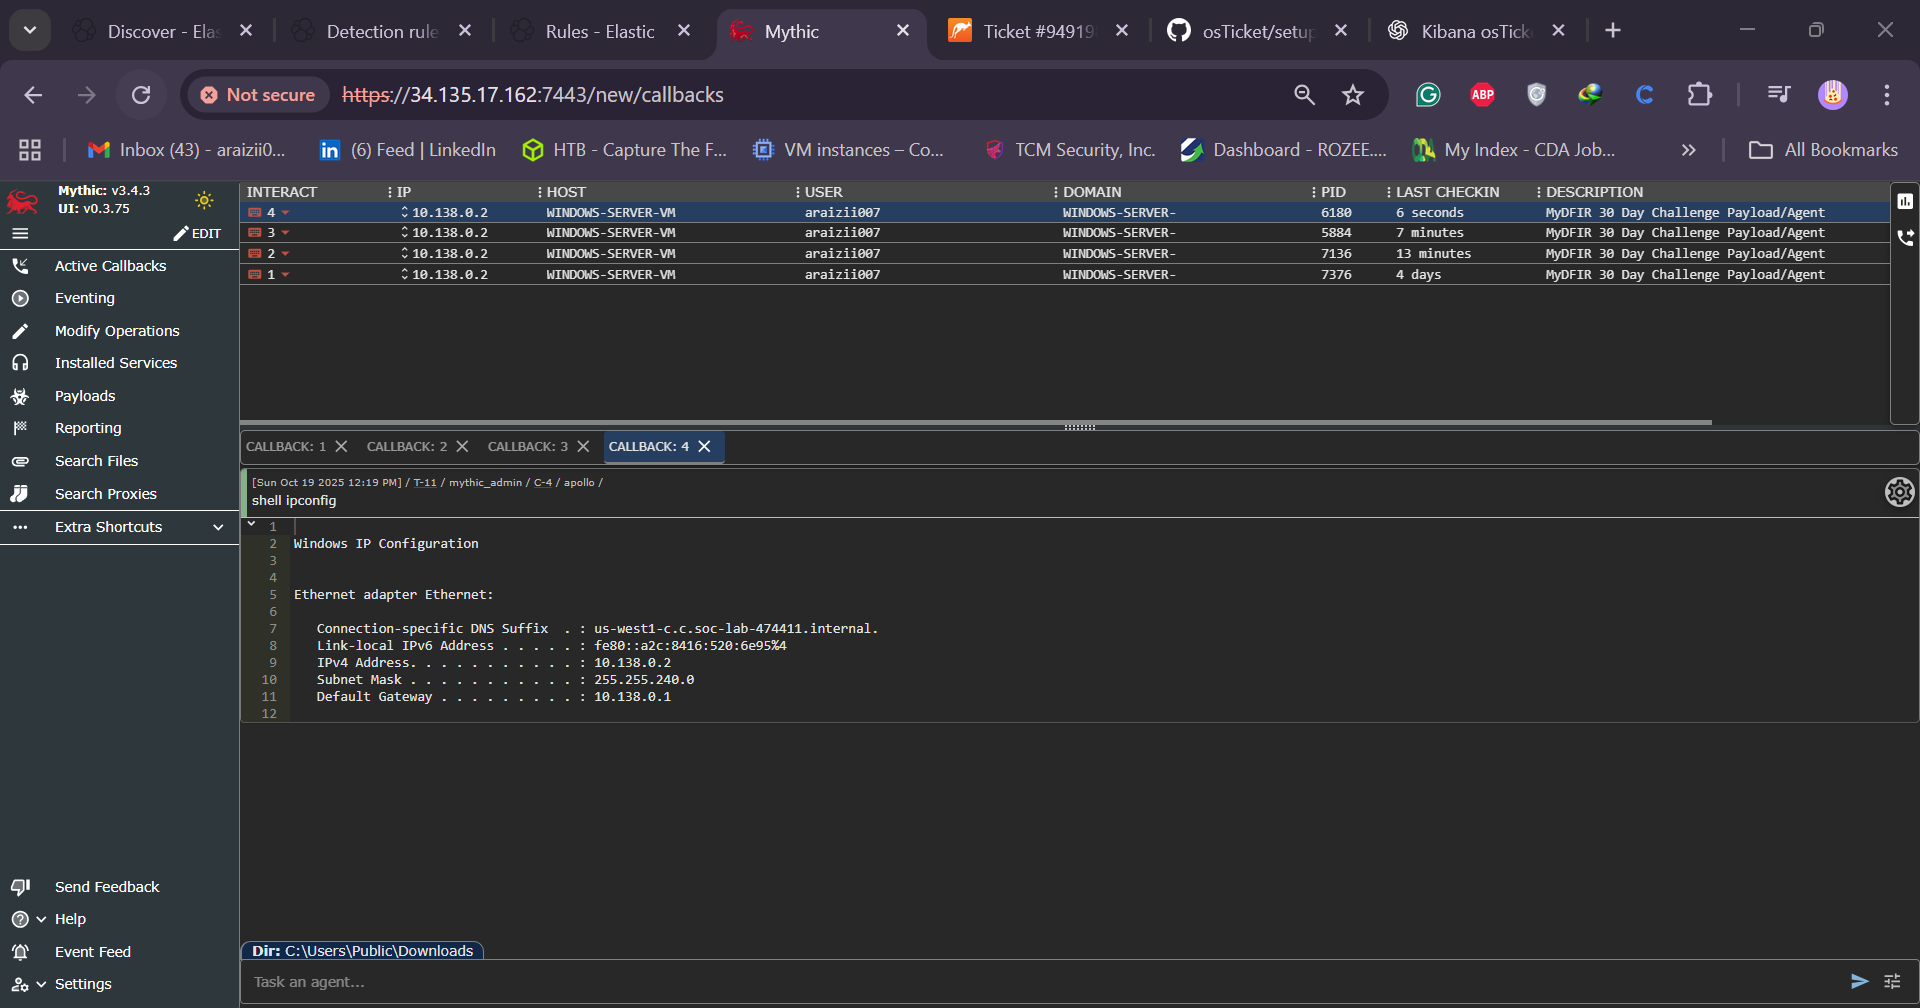 Discover - Elas
Detection rule
Rules - Elastic
Mythic
Ticket #94919
osTicket/setup
Kibana osTick
Not secure
https://34.135.17.162:7443/new/callbacks
ABP
Inbox (43) - araizii0...
(6) Feed | LinkedIn
HTB - Capture The F...
VM instances – Co...
TCM Security, Inc.
Dashboard - ROZEE....
My Index - CDA Job...
All Bookmarks
Mythic: v3.4.3
UI: v0.3.75
EDIT
Active Callbacks
Eventing
Modify Operations
Installed Services
Payloads
Reporting
Search Files
Search Proxies
Extra Shortcuts
Send Feedback
Help
Event Feed
Settings
INTERACT IP HOST USER DOMAIN PID LAST CHECKIN DESCRIPTION
4 10.138.0.2 WINDOWS-SERVER-VM araizii007 WINDOWS-SERVER- 6180 6 seconds MyDFIR 30 Day Challenge Payload/Agent
3 10.138.0.2 WINDOWS-SERVER-VM araizii007 WINDOWS-SERVER- 5884 7 minutes MyDFIR 30 Day Challenge Payload/Agent
2 10.138.0.2 WINDOWS-SERVER-VM araizii007 WINDOWS-SERVER- 7136 13 minutes MyDFIR 30 Day Challenge Payload/Agent
1 10.138.0.2 WINDOWS-SERVER-VM araizii007 WINDOWS-SERVER- 7376 4 days MyDFIR 30 Day Challenge Payload/Agent
CALLBACK: 1 CALLBACK: 2 CALLBACK: 3 CALLBACK: 4
[Sun Oct 19 2025 12:19 PM] / T-11 / mythic_admin / C-4 / apollo /
shell ipconfig
1
2 Windows IP Configuration
3
4
5 Ethernet adapter Ethernet:
6
7 Connection-specific DNS Suffix . : us-west1-c.c.soc-lab-474411.internal.
8 Link-local IPv6 Address . . . . . : fe80::a2c:8416:520:6e95%4
9 IPv4 Address. . . . . . . . . . . : 10.138.0.2
10 Subnet Mask . . . . . . . . . . . : 255.255.240.0
11 Default Gateway . . . . . . . . . : 10.138.0.1
12
Dir: C:\Users\Public\Downloads
Task an agent...